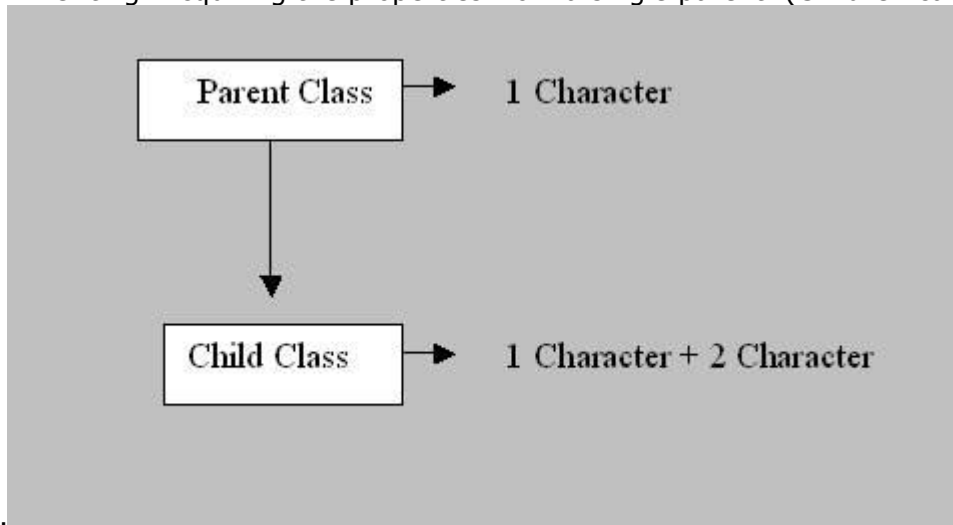 Parent Class
1 Character
Child Class
1 Character + 2 Character
.